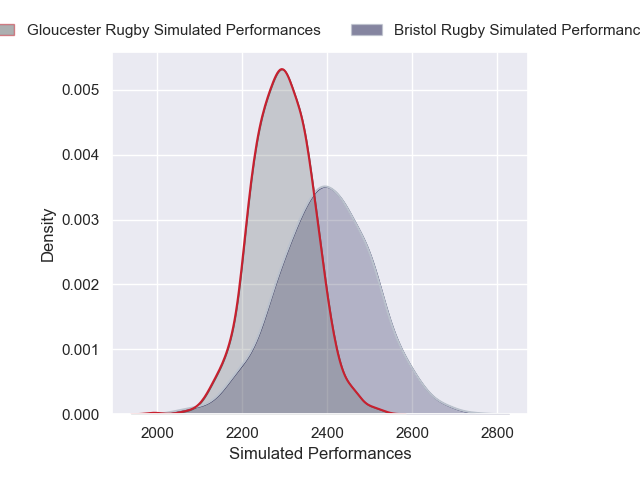 Gloucester Rugby Simulated Performances
Bristol Rugby Simulated Performanc
0.005
0.004
0.003
0.002
0.001
0.000
Density
2000 2200 2400 2600 2800
Simulated Performances